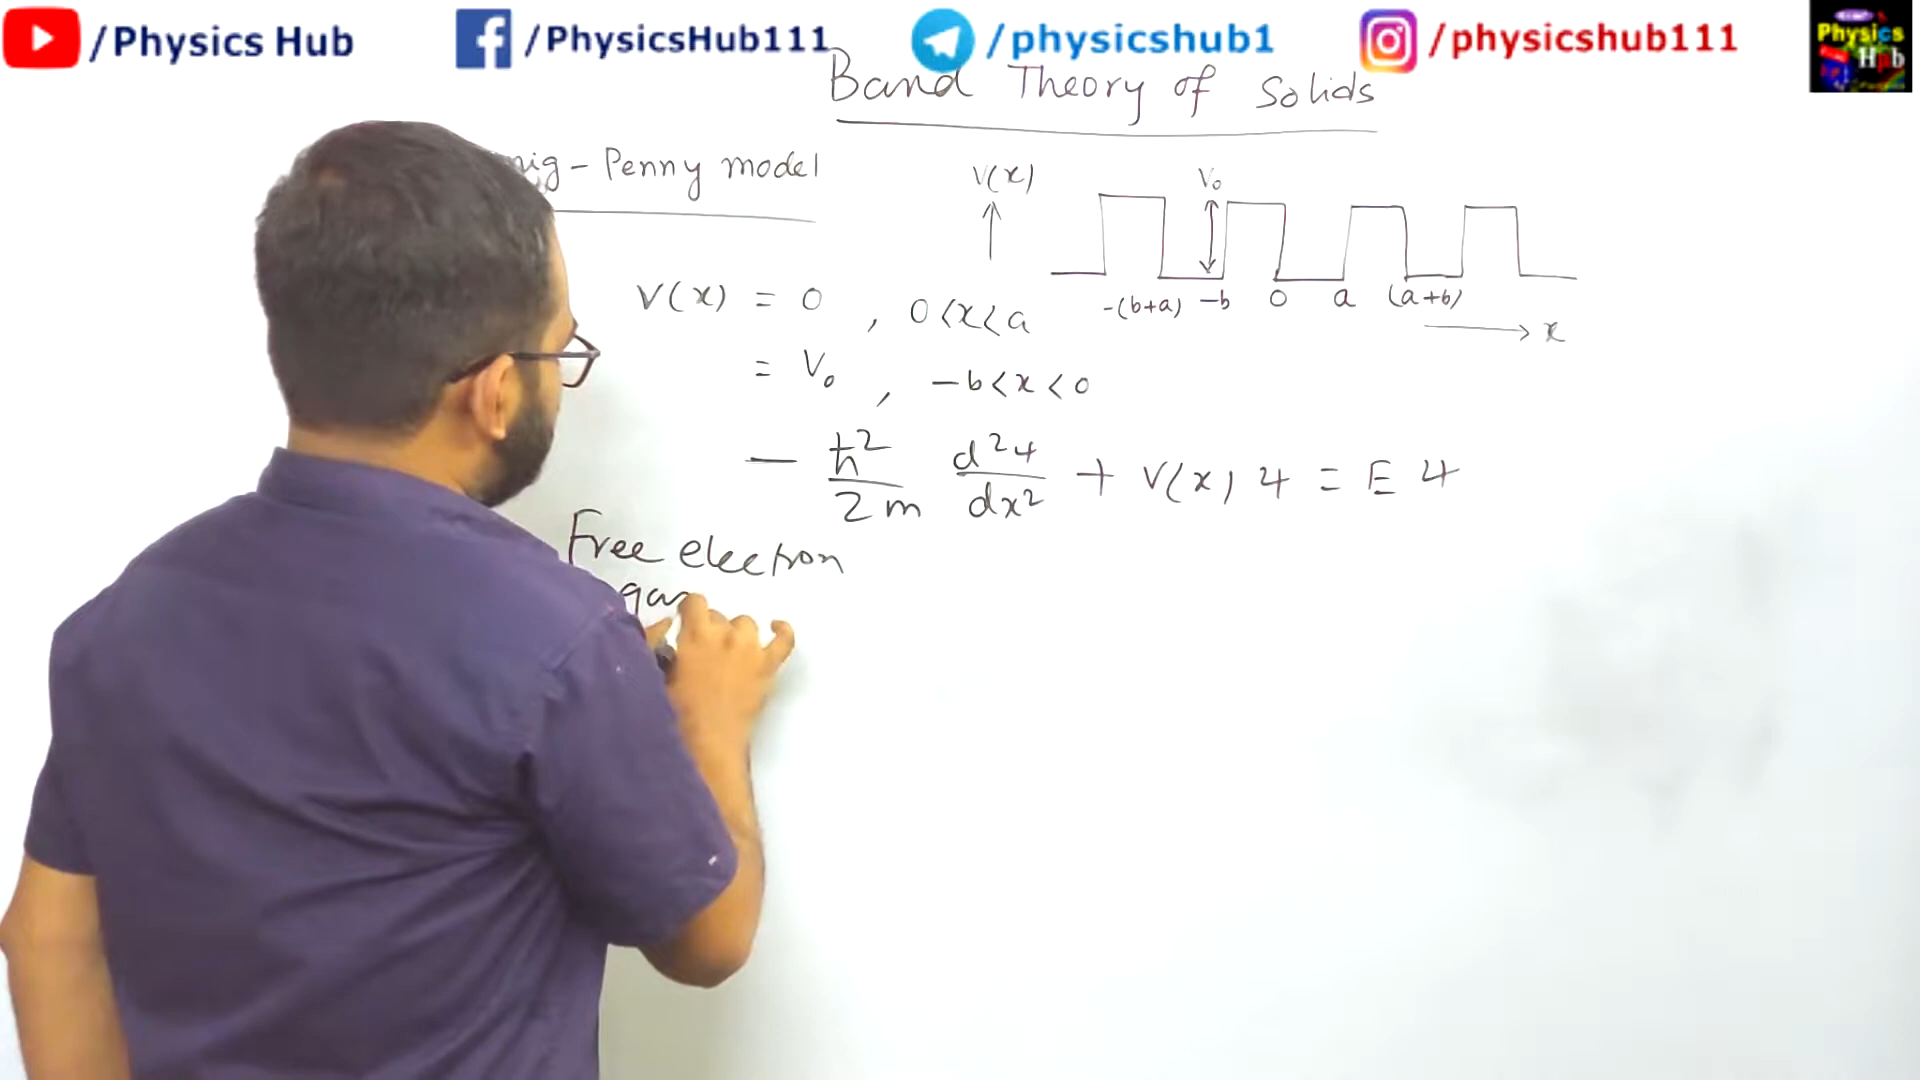 /Physics Hub /PhysicsHub111 /physicshub1 /physicshub111 Physics Hub
Band Theory of Solids
- Penny model
V(x)
V₀
V(x) = 0 , 0<x<a
-(b+a) -b 0 a (a+b)
→ x
= V₀ , -b<x<0
- ħ²/2m d²ψ/dx² + V(x) ψ = E ψ
Free electron